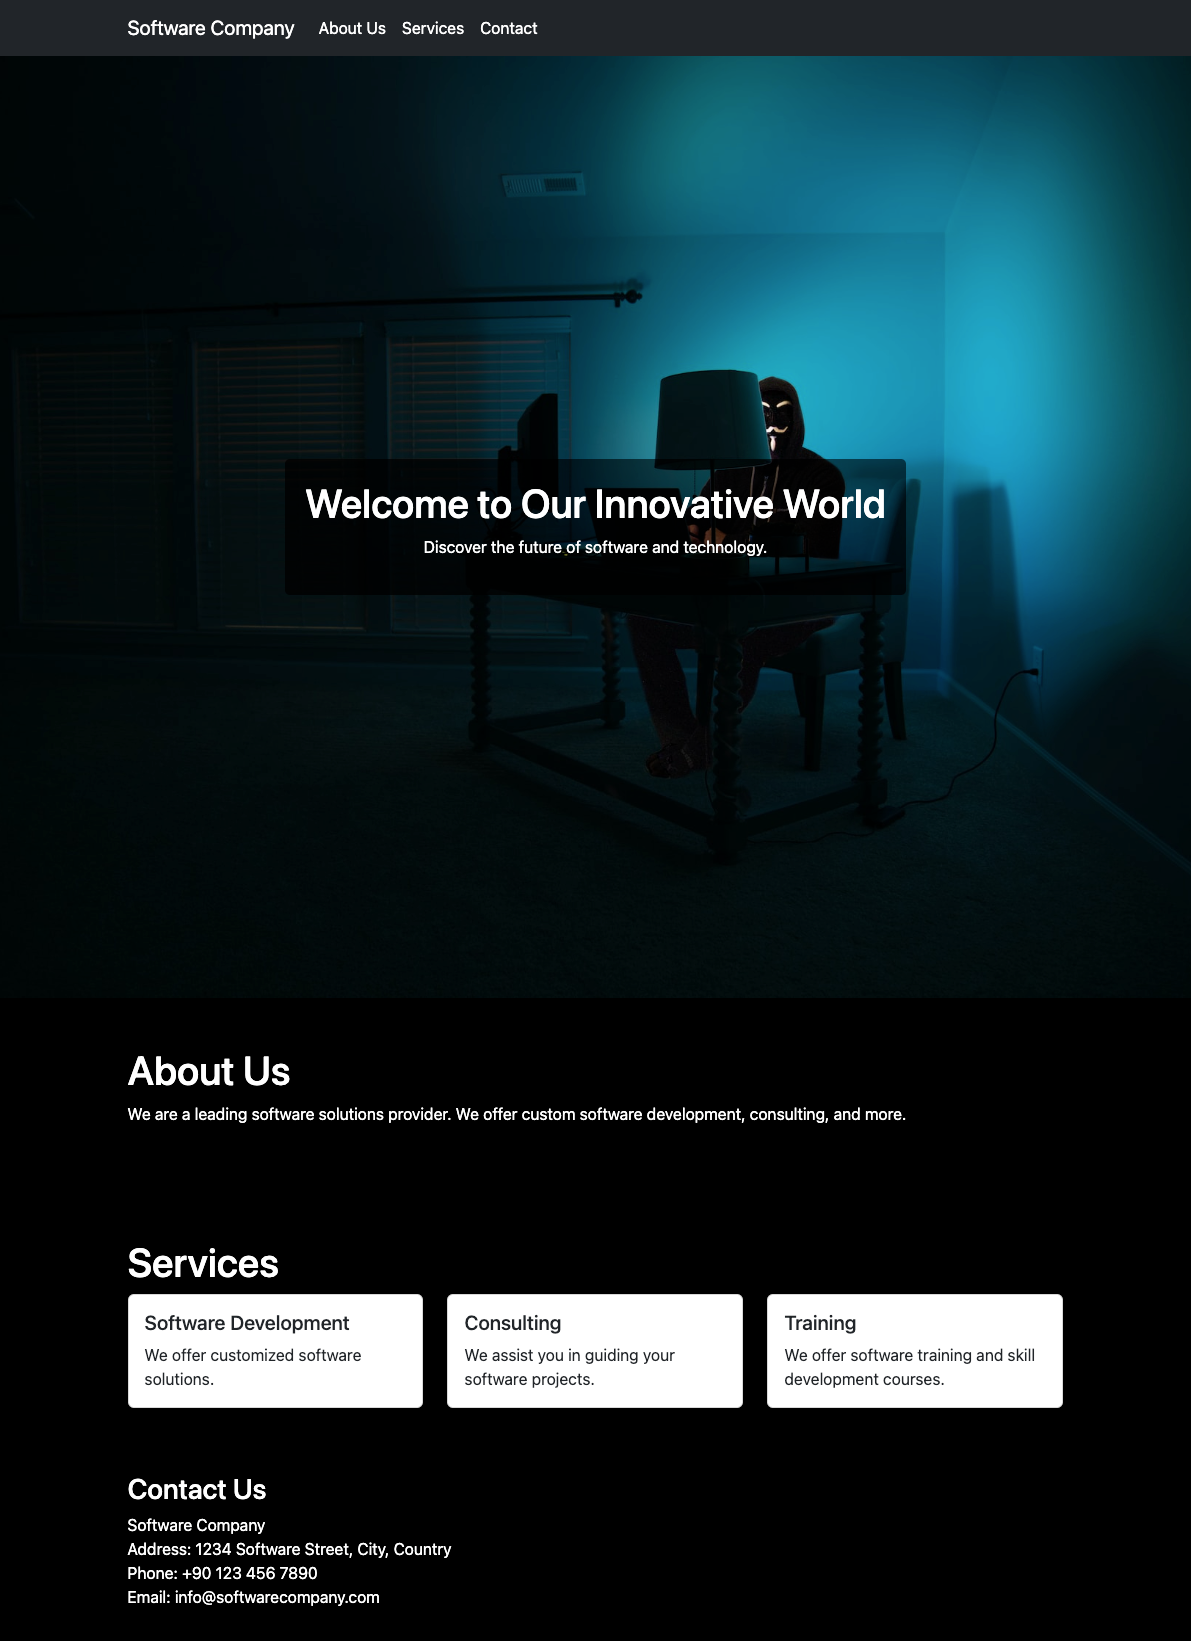 Software Company About Us Services Contact
Welcome to Our Innovative World
Discover the future of software and technology.
About Us
We are a leading software solutions provider. We offer custom software development, consulting, and more.
Services
Software Development
We offer customized software
solutions.
Consulting
We assist you in guiding your
software projects.
Training
We offer software training and skill
development courses.
Contact Us
Software Company
Address: 1234 Software Street, City, Country
Phone: +90 123 456 7890
Email: info@softwarecompany.com